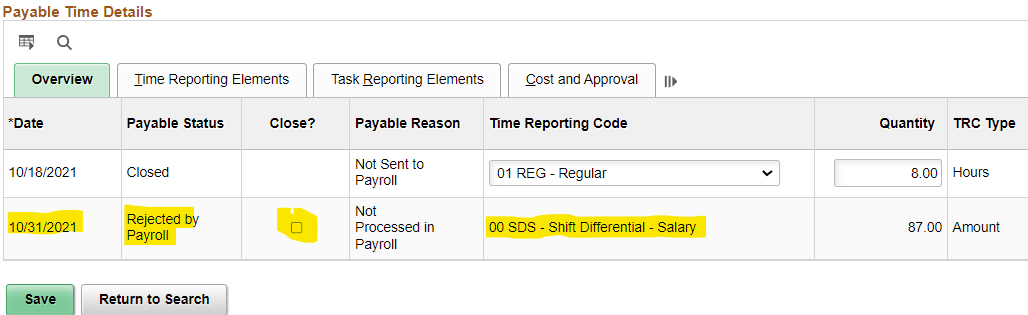 Payable Time Details
Overview Time Reporting Elements Task Reporting Elements Cost and Approval
*Date Payable Status Close? Payable Reason Time Reporting Code Quantity TRC Type
10/18/2021 Closed Not Sent to Payroll 01 REG - Regular 8.00 Hours
10/31/2021 Rejected by Payroll Not Processed in Payroll 00 SDS - Shift Differential - Salary 87.00 Amount
Save Return to Search